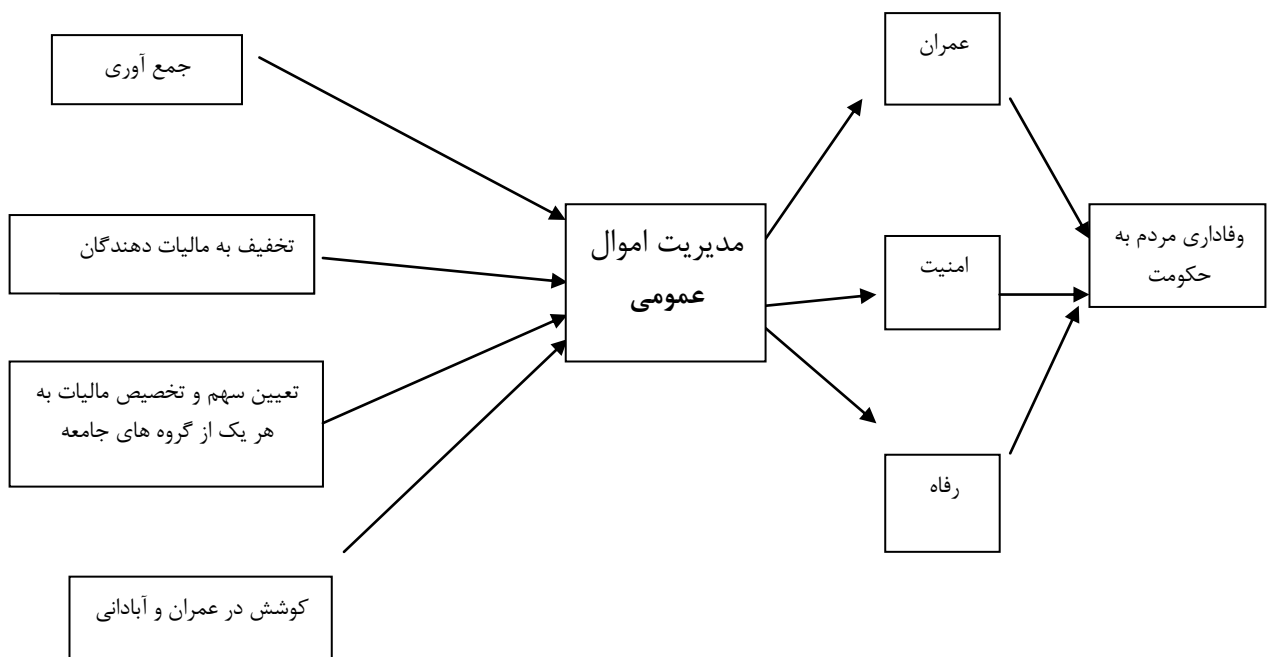 جمع آوری
تخفیف به مالیات دهندگان
تعیین سهم و تخصیص مالیات به
هر یک از گروه های جامعه
کوشش در عمران و آبادانی
مدیریت اموال
عمومی
عمران
امنیت
رفاه
وفاداری مردم به
حکومت